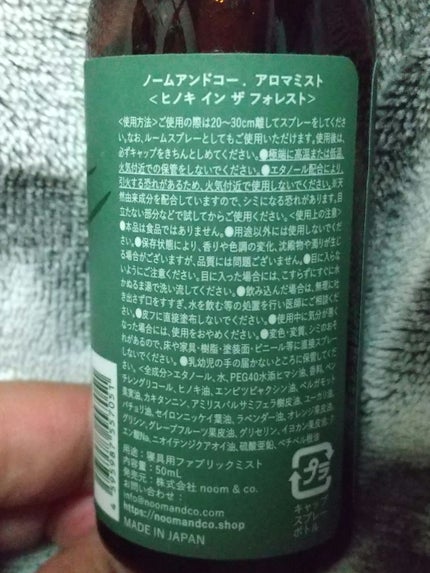 ノームアンドコー . アロマミスト
＜ヒノキ イン ザ フォレスト＞
＜使用方法＞ご使用の際は20〜30cm離してスプレーをしてくだ
さい。なお、ルームスプレーとしてもご使用いただけます。使用後は、
必ずキャップをきちんとしめてください。●極端に高温または低温、
火気付近での保管をしないでください。●エタノール配合により、
引火する恐れがあるため、火気付近で使用しないでください。※天
然由来成分を配合していますので、シミになる恐れがあります。目
立たない部分などで試してからご使用ください。＜使用上の注意＞
●本品は食品ではありません。●用途以外には使用しないでくださ
い。●保存状態により、香りや色調の変化、沈殿物や濁りが生じ
る場合がございますが、品質には問題ございません。●目に入らな
いようにご注意ください。目に入った場合には、こすらずにすぐに水
かぬるま湯で洗い流してください。●飲み込んだ場合は、無理に吐
き出さず口をすすぎ、水を飲む等の処置を行い医師にご相談くだ
さい。●皮フに直接塗布しないでください。●使用中に気分が悪く
なった場合には、使用をおやめください。●変色・変質、シミのおそ
れがあるので、床や家具・樹脂・塗装面・ビニール等に直接スプレー
しないでください。●乳幼児の手の届かないところに保管してくだ
さい。＜全成分＞エタノール、水、PEG40水添ヒマシ油、香料、ペン
チレングリコール、ヒノキ油、エンピツビャクシン油、ベルガモット
果実油、カキタンニン、アミリスバルサミフェラ樹皮油、ユーカリ油、
パチョリ油、セイロンニッケイ葉油、ラベンダー油、オレンジ果皮油、
グリシン、グレープフルーツ果皮油、グリセリン、イヨカン果皮油、
ニオイテンジクアオイ油、硫酸亜鉛、ベチベル根油
用途：寝具用ファブリックミスト
内容量：50mL
発売元：株式会社 noom & co.
お問い合わせ：
info@noomandco.shop
https://noomandco.shop
MADE IN JAPAN
プラ
キャップ
スプレー
ボトル